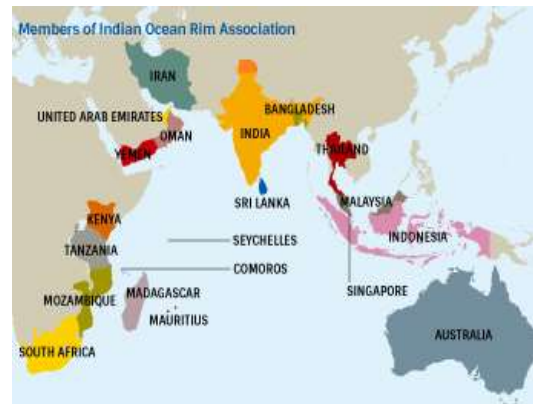 Members of Indian Ocean Rim Association
IRAN
UNITED ARAB EMIRATES
BANGLADESH
OMAN
INDIA
YEMEN
THAILAND
SRI LANKA
MALAYSIA
KENYA
SEYCHELLES
INDONESIA
TANZANIA
COMOROS
MADAGASCAR
SINGAPORE
MOZAMBIQUE
MAURITIUS
AUSTRALIA
SOUTH AFRICA